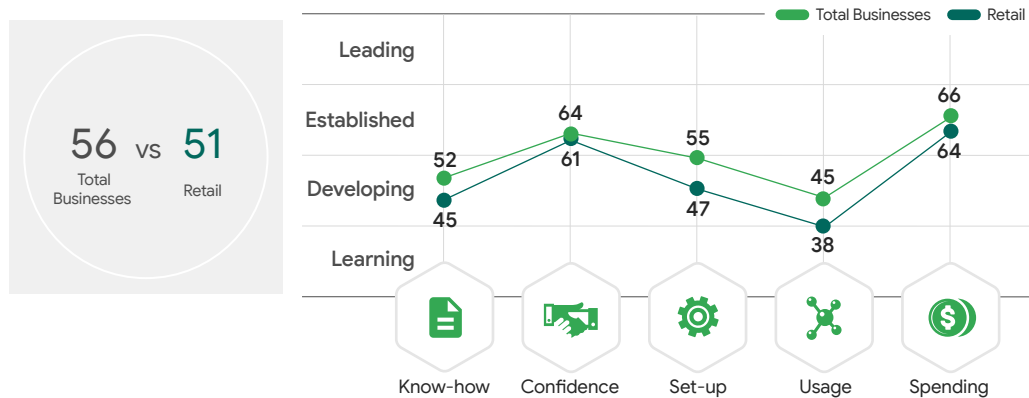 Total Businesses
Retail
56 vs 51
Total
Businesses
Retail
Leading
Established
Developing
Learning
52
64
55
45
66
45
61
47
38
64
$
Know-how
Confidence
Set-up
Usage
Spending